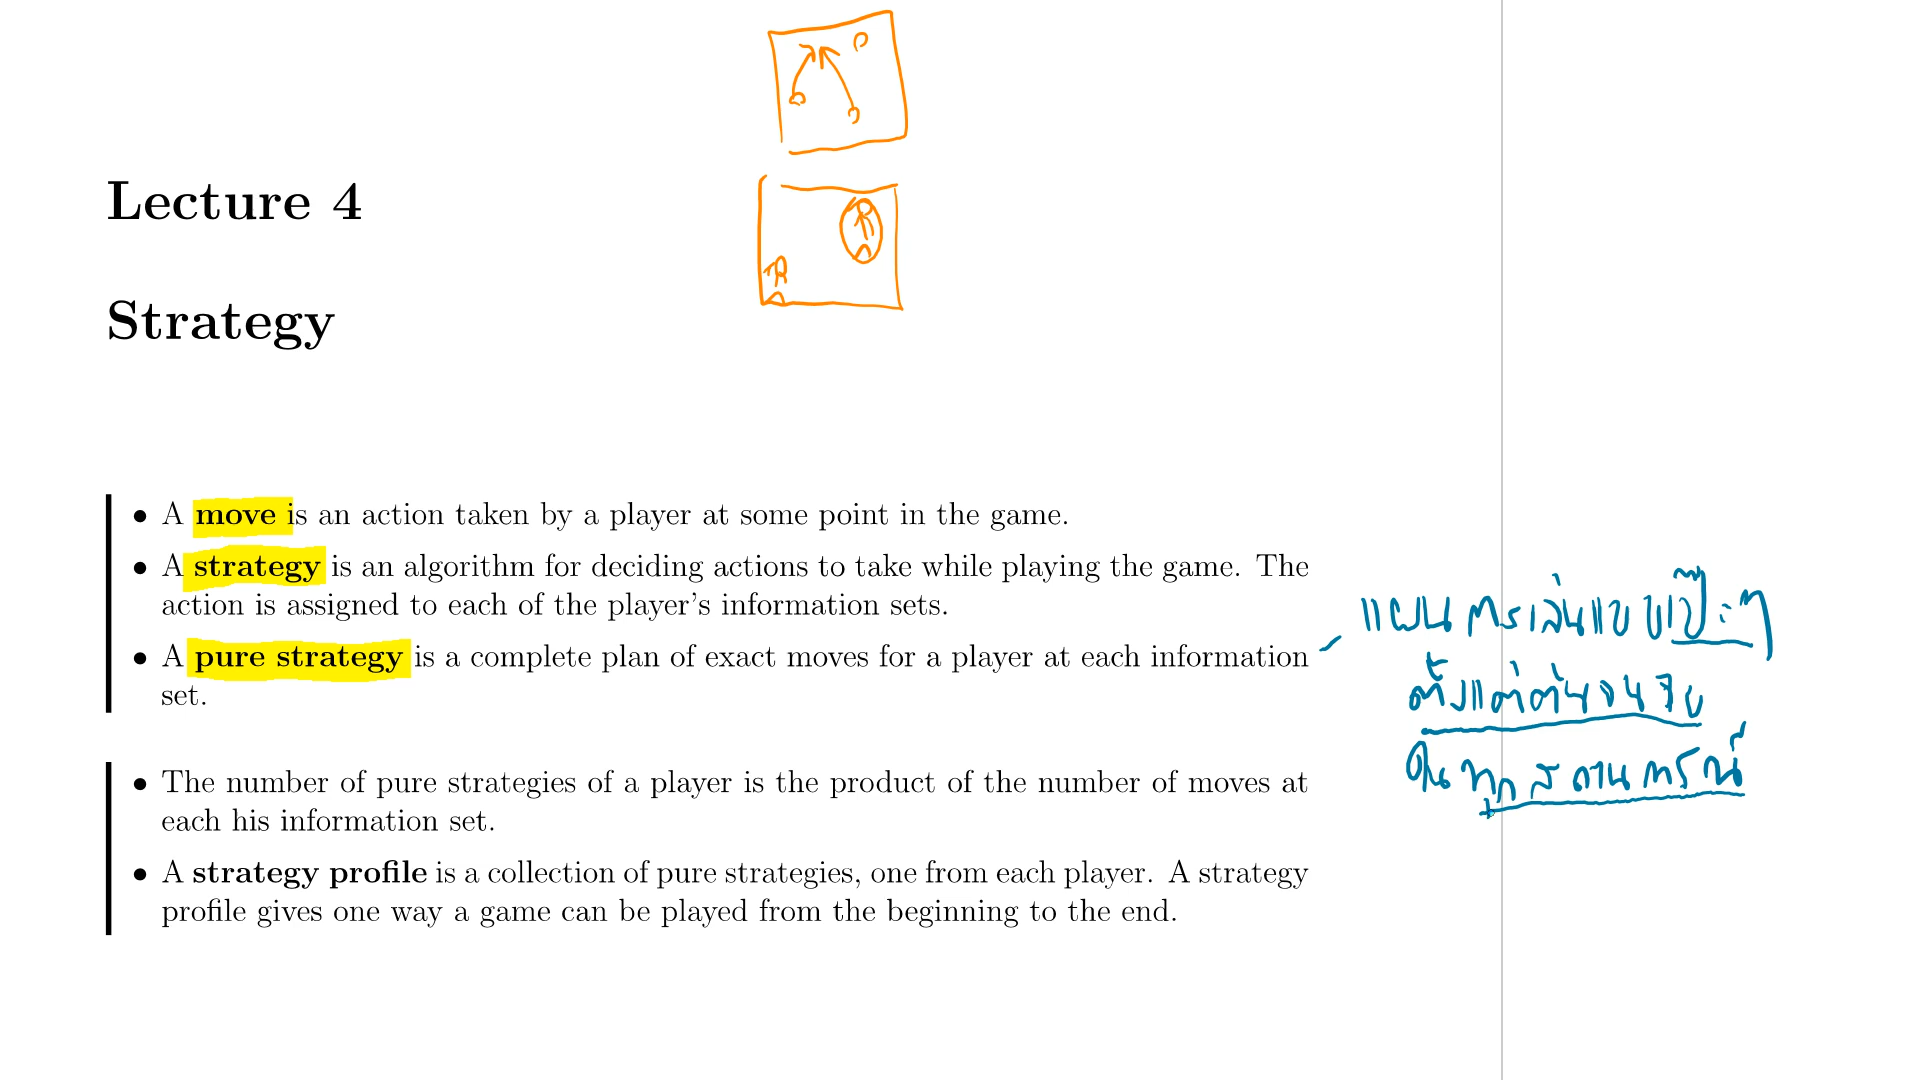 Lecture 4
Strategy
• A move is an action taken by a player at some point in the game.
• A strategy is an algorithm for deciding actions to take while playing the game. The
action is assigned to each of the player's information sets.
• A pure strategy is a complete plan of exact moves for a player at each information
set.
แผนการเล่นแบบเป๊ะๆ
ตั้งแต่ต้นจนจบ
ในทุกสถานการณ์
• The number of pure strategies of a player is the product of the number of moves at
each his information set.
• A strategy profile is a collection of pure strategies, one from each player. A strategy
profile gives one way a game can be played from the beginning to the end.